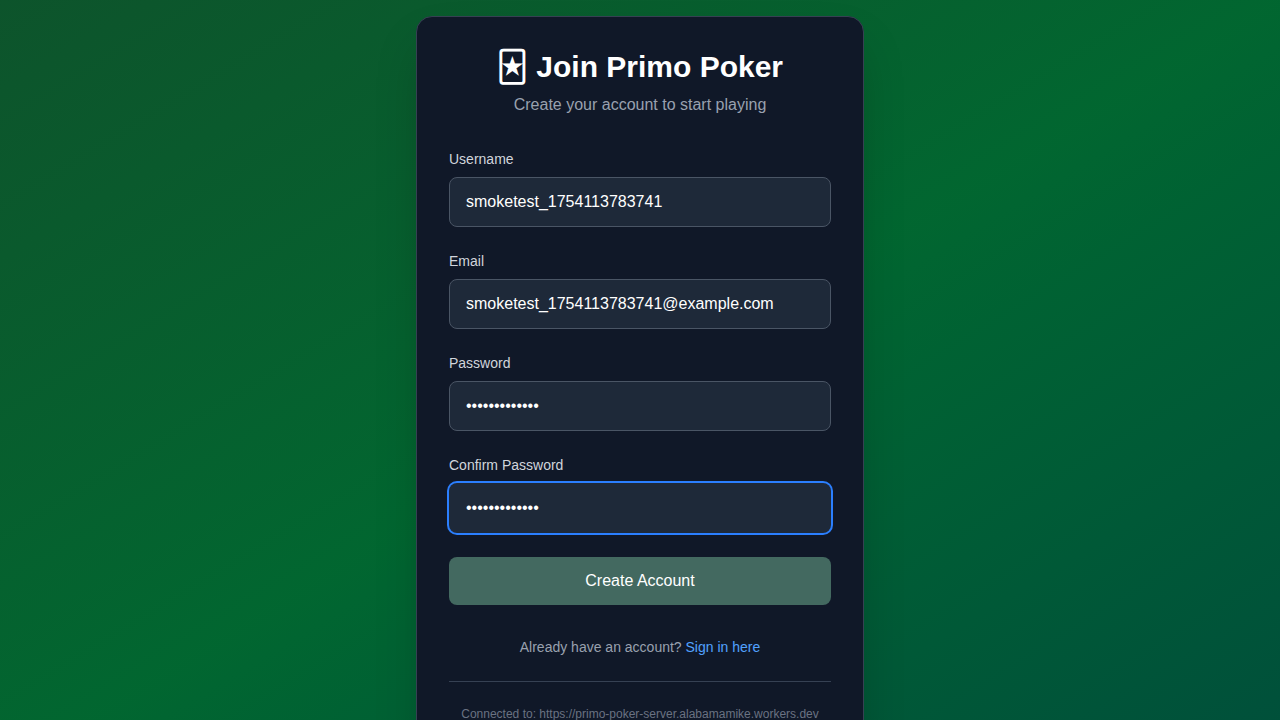 🃏 Join Primo Poker
Create your account to start playing
Username
smoketest_1754113783741
Email
smoketest_1754113783741@example.com
Password
•••••••••••••
Confirm Password
•••••••••••••
Create Account
Already have an account? Sign in here
Connected to: https://primo-poker-server.alabamamike.workers.dev